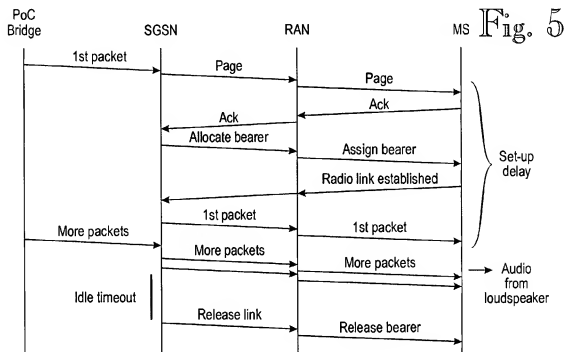 Fig. 5
PoC Bridge
SGSN
RAN
MS
1st packet
Page
Page
Ack
Ack
Allocate bearer
Assign bearer
Set-up delay
Radio link established
1st packet
1st packet
More packets
More packets
More packets
Audio from loudspeaker
Idle timeout
Release link
Release bearer